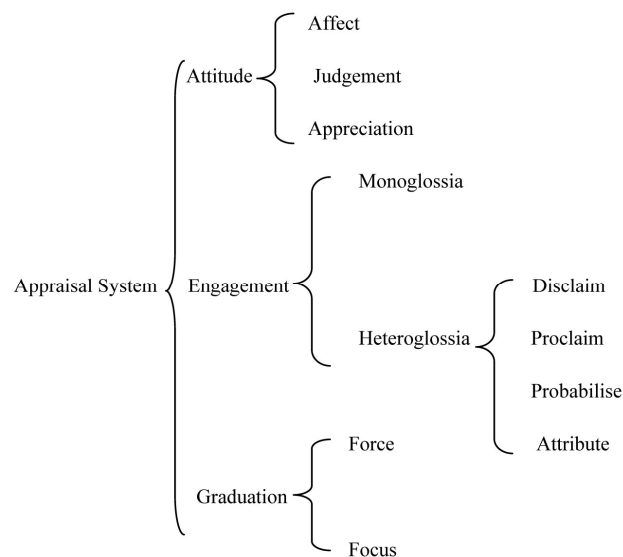 Affect
Attitude
Judgement
Appreciation
Monoglossia
Appraisal System
Engagement
Disclaim
Heteroglossia
Proclaim
Probabilise
Force
Attribute
Graduation
Focus